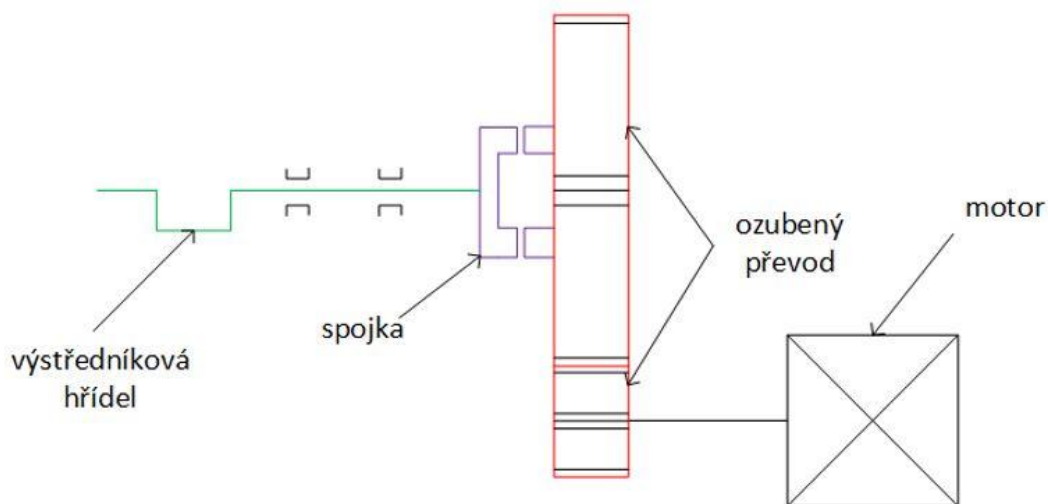 ozubený
převod
motor
spojka
výstředníková
hřídel